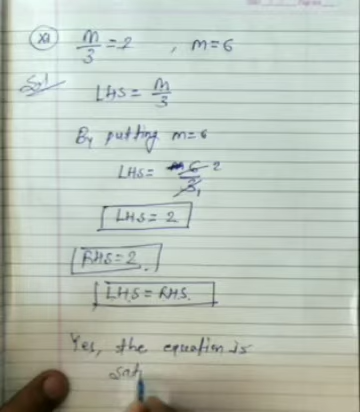 (xi) m/3 = 2 , m = 6
Sol
LHS = m/3
By putting m = 6
LHS = 6/3 2 1
LHS = 2
RHS = 2.
LHS = RHS.
Yes, the equation is